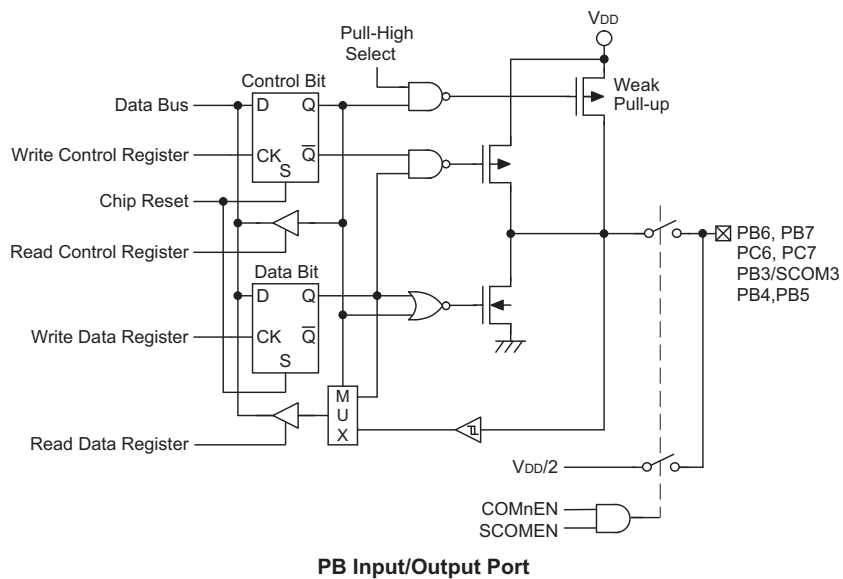 VDD
Pull-High
Select
Control Bit
Weak
Pull-up
Data Bus
D
Q
Write Control Register
CK
Q̅
S
Chip Reset
Read Control Register
PB6, PB7
PC6, PC7
PB3/SCOM3
PB4,PB5
Data Bit
D
Q
Write Data Register
CK
Q̅
S
M
U
X
Read Data Register
VDD/2
COMnEN
SCOMEN
PB Input/Output Port